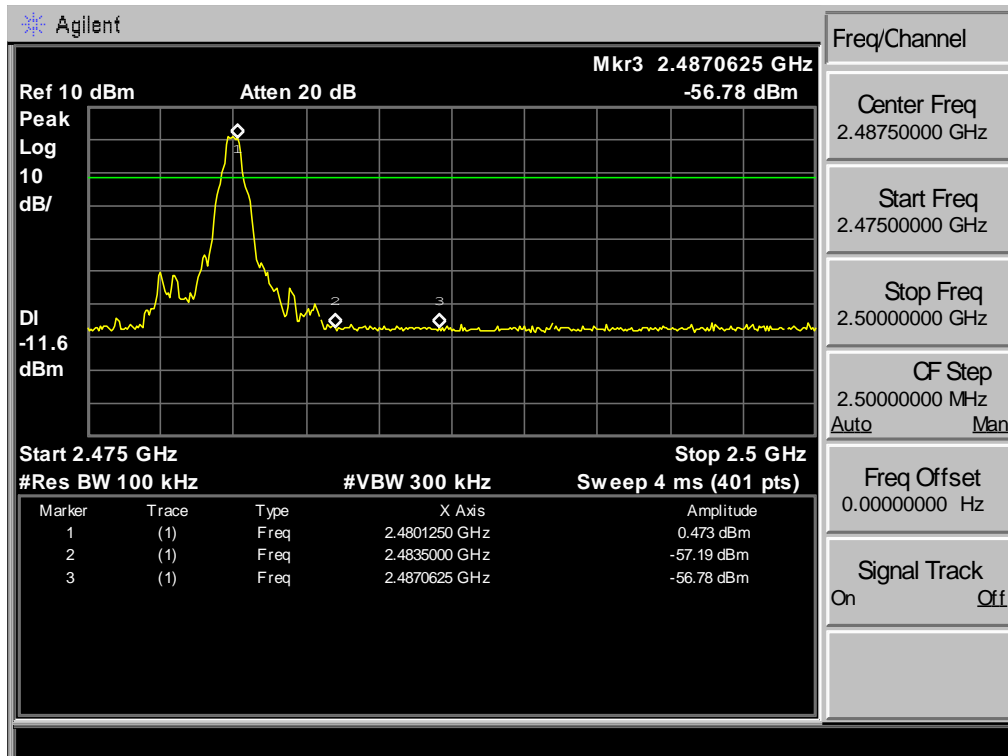 Agilent
Freq/Channel
Mkr3 2.4870625 GHz
Ref 10 dBm Atten 20 dB -56.78 dBm
Peak
Log
10
dB/
1
2 3
DI
-11.6
dBm
Start 2.475 GHz Stop 2.5 GHz
#Res BW 100 kHz #VBW 300 kHz Sweep 4 ms (401 pts)
Marker Trace Type X Axis Amplitude
1 (1) Freq 2.4801250 GHz 0.473 dBm
2 (1) Freq 2.4835000 GHz -57.19 dBm
3 (1) Freq 2.4870625 GHz -56.78 dBm
Center Freq
2.48750000 GHz
Start Freq
2.47500000 GHz
Stop Freq
2.50000000 GHz
CF Step
2.50000000 MHz
Auto Man
Freq Offset
0.00000000 Hz
Signal Track
On Off